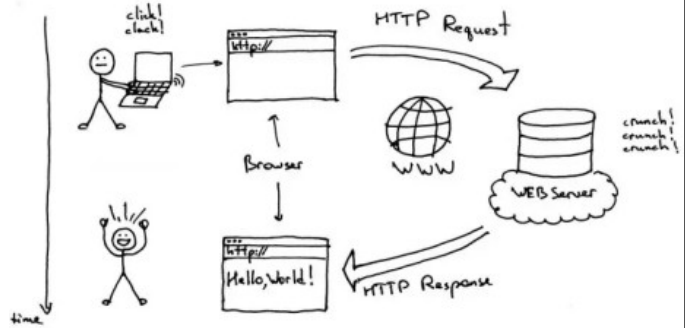 click!
clack!
http://
HTTP Request
crunch!
crunch!
crunch!
Browser
WWW
WEB Server
http://
Hello, World!
HTTP Response
time